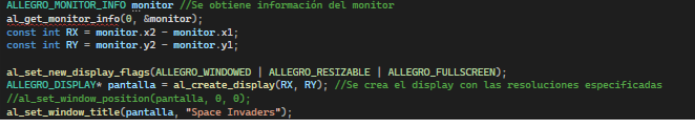 ALLEGRO_MONITOR_INFO monitor //Se obtiene información del monitor
al_get_monitor_info(0, &monitor);
const int RX = monitor.x2 - monitor.x1;
const int RY = monitor.y2 - monitor.y1;
al_set_new_display_flags(ALLEGRO_WINDOWED | ALLEGRO_RESIZABLE | ALLEGRO_FULLSCREEN);
ALLEGRO_DISPLAY* pantalla = al_create_display(RX, RY); //Se crea el display con las resoluciones especificadas
//al_set_window_position(pantalla, 0, 0);
al_set_window_title(pantalla, "Space Invaders");